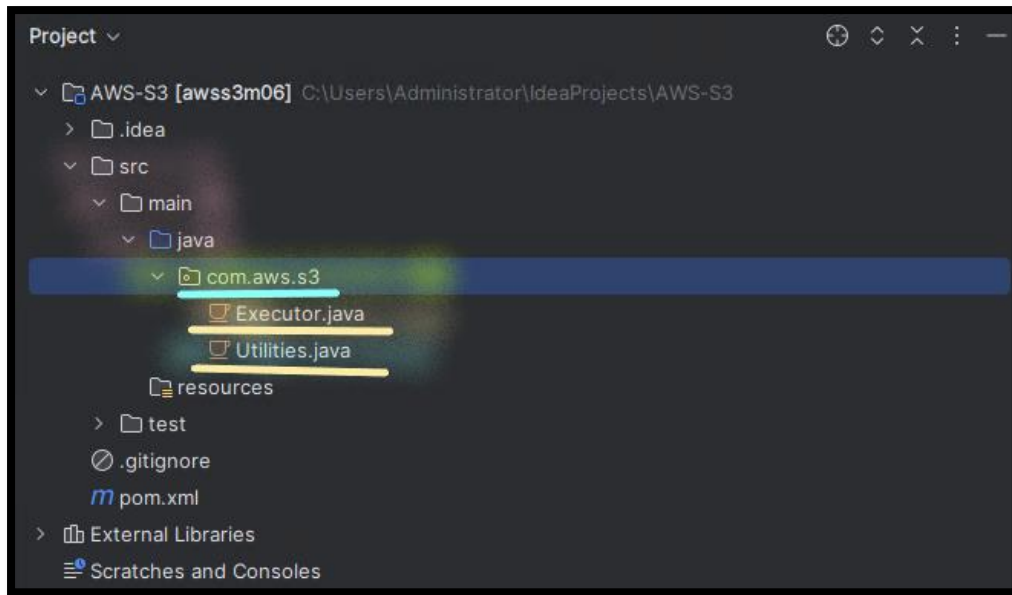 Project
AWS-S3 [awss3m06] C:\Users\Administrator\IdeaProjects\AWS-S3
.idea
src
main
java
com.aws.s3
Executor.java
Utilities.java
resources
test
.gitignore
m pom.xml
External Libraries
Scratches and Consoles